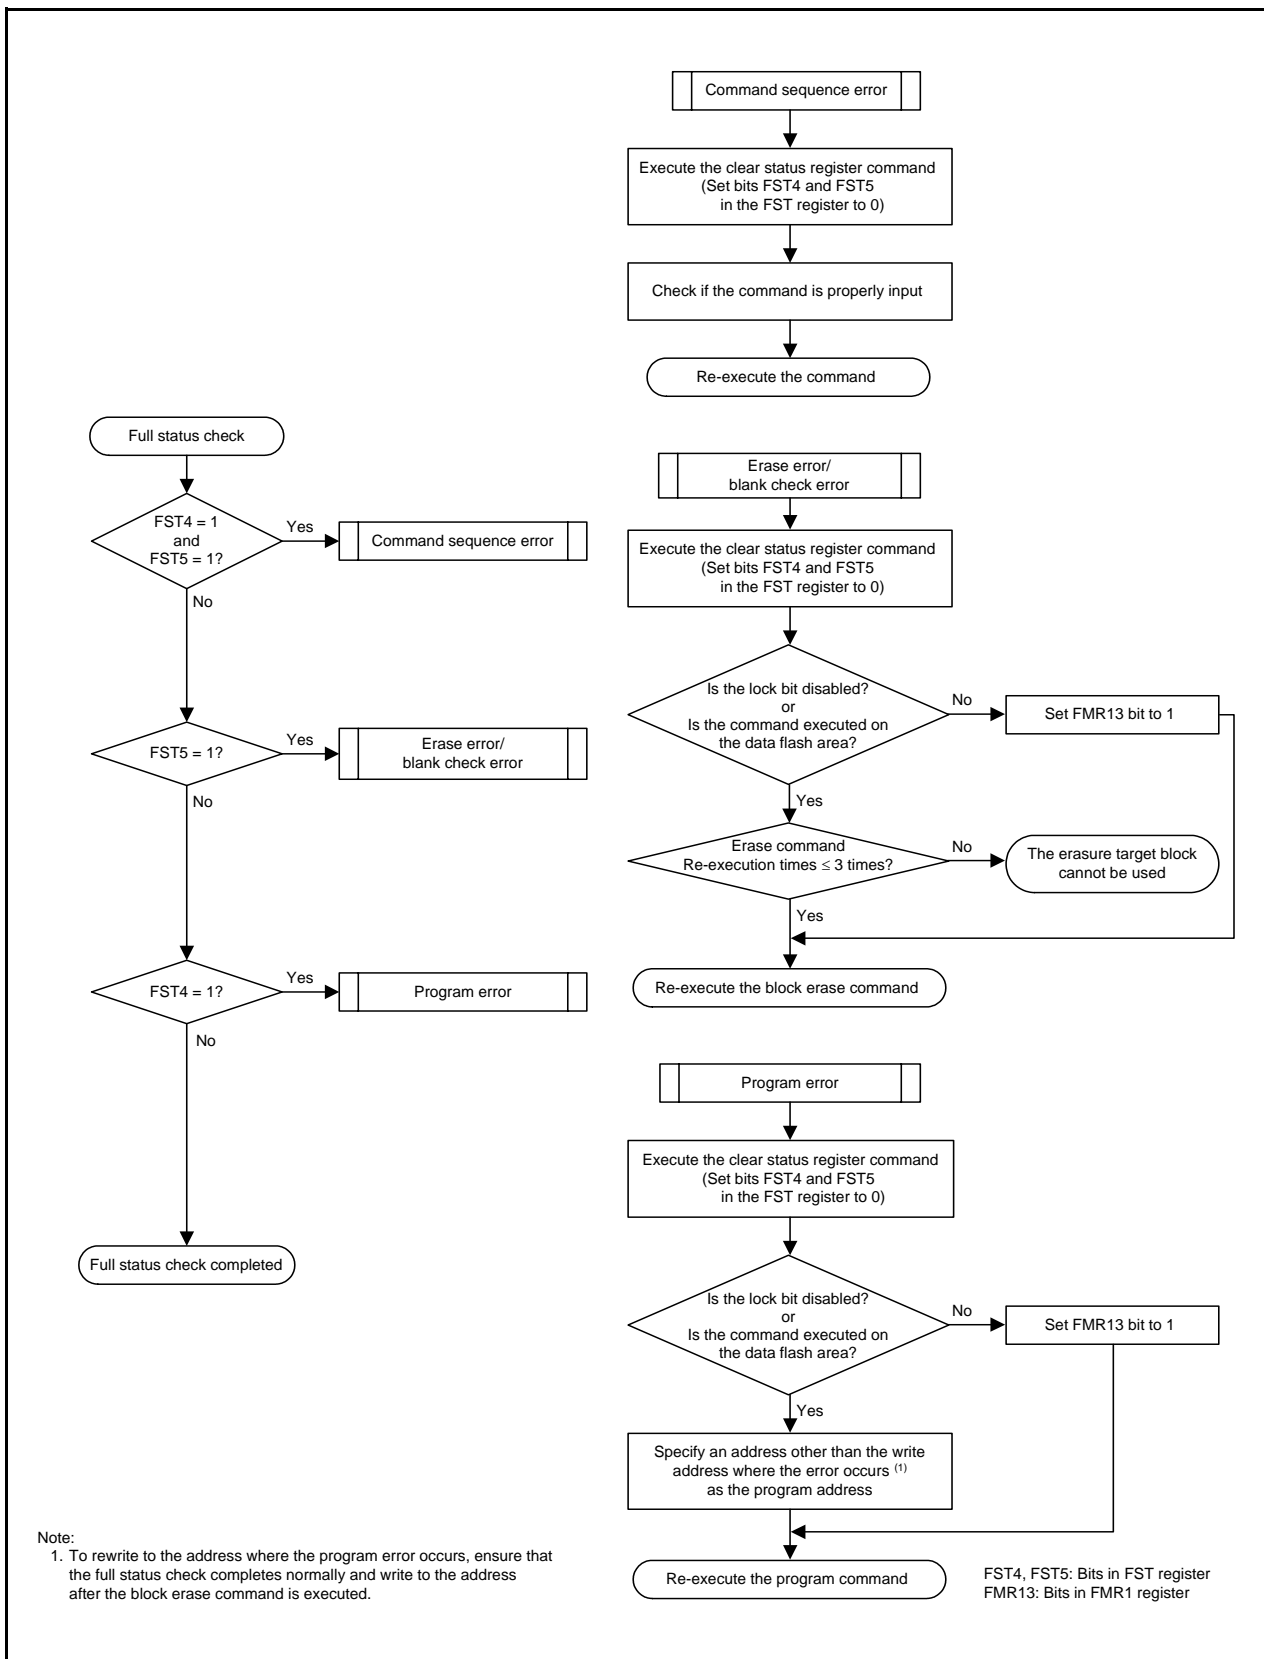 Command sequence error
Execute the clear status register command
(Set bits FST4 and FST5
in the FST register to 0)
Check if the command is properly input
Re-execute the command
Full status check
FST4 = 1
and
FST5 = 1?
Yes
Command sequence error
No
FST5 = 1?
Yes
Erase error/
blank check error
No
FST4 = 1?
Yes
Program error
No
Full status check completed
Erase error/
blank check error
Execute the clear status register command
(Set bits FST4 and FST5
in the FST register to 0)
Is the lock bit disabled?
or
Is the command executed on
the data flash area?
No
Set FMR13 bit to 1
Yes
Erase command
Re-execution times ≤ 3 times?
No
The erasure target block
cannot be used
Yes
Re-execute the block erase command
Program error
Execute the clear status register command
(Set bits FST4 and FST5
in the FST register to 0)
Is the lock bit disabled?
or
Is the command executed on
the data flash area?
No
Set FMR13 bit to 1
Yes
Specify an address other than the write
address where the error occurs (1)
as the program address
Re-execute the program command
Note:
1. To rewrite to the address where the program error occurs, ensure that
the full status check completes normally and write to the address
after the block erase command is executed.
FST4, FST5: Bits in FST register
FMR13: Bits in FMR1 register